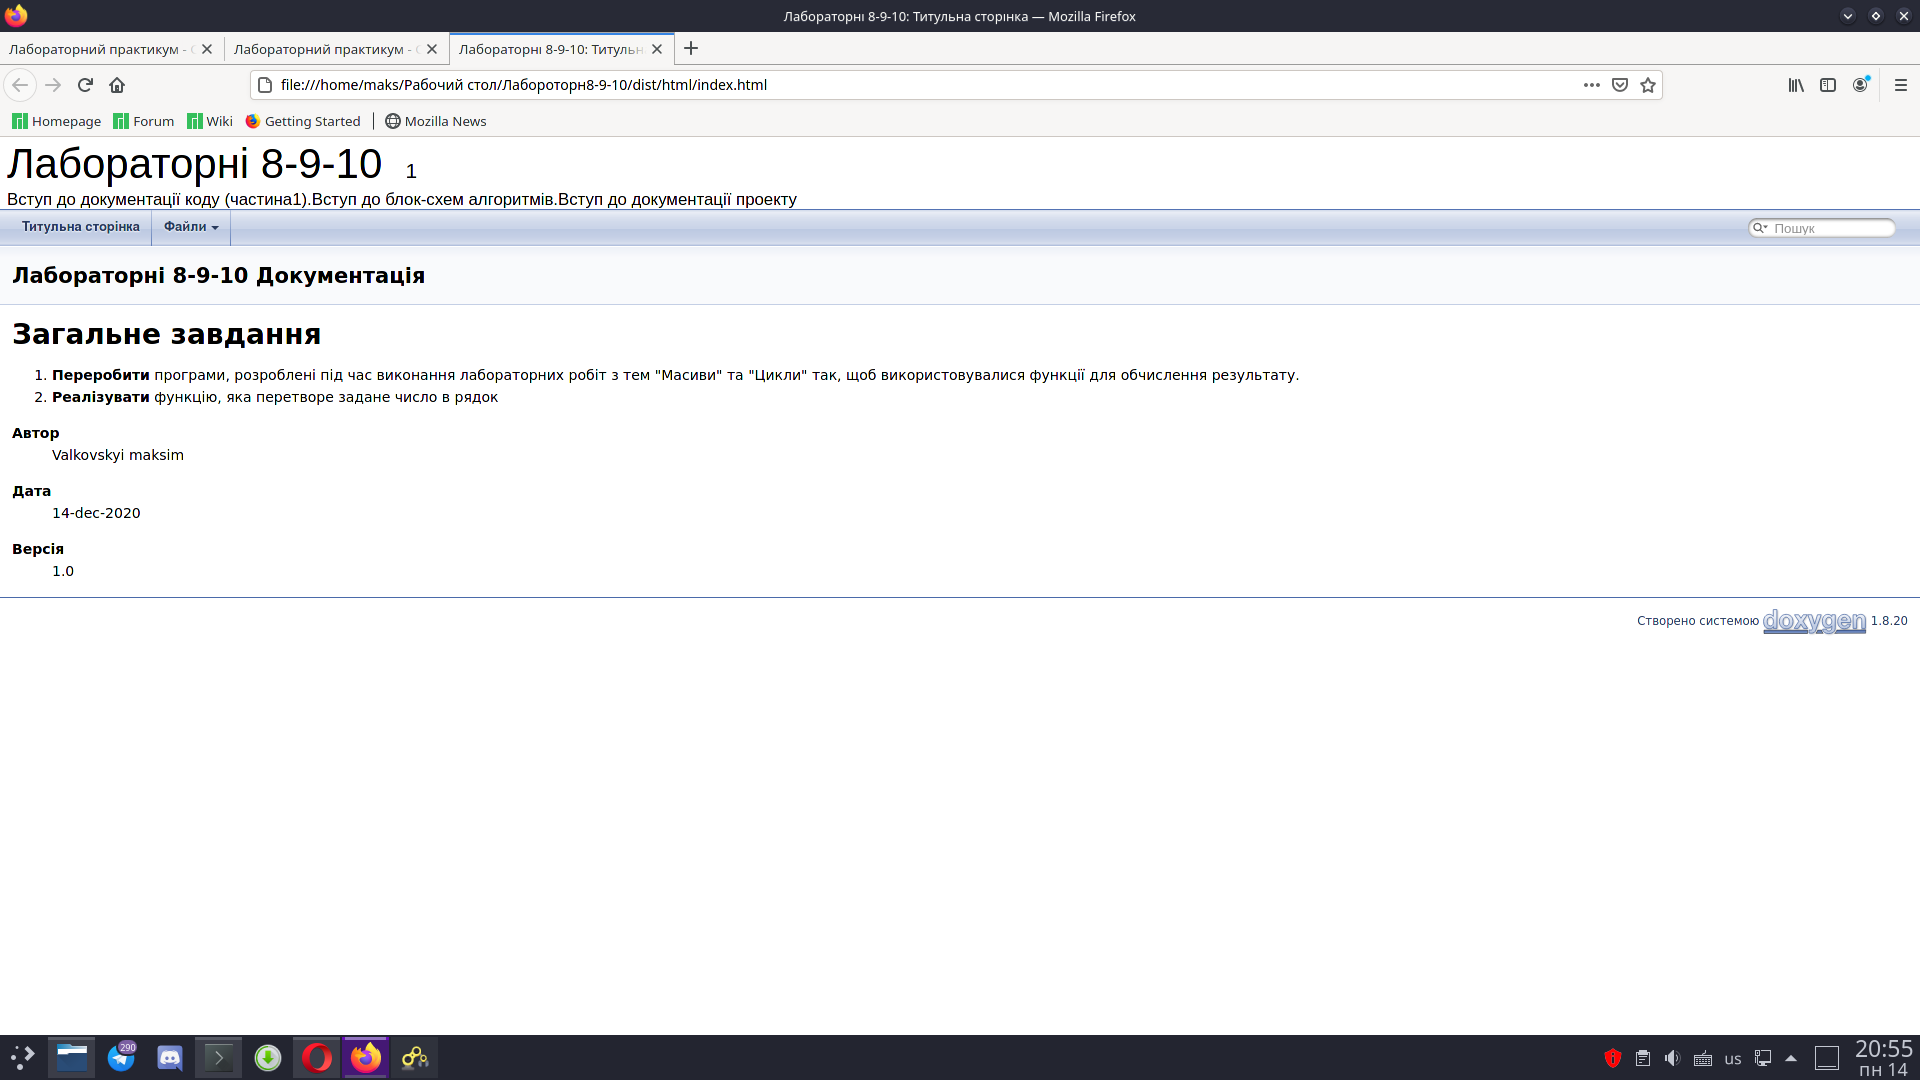 Лабораторні 8-9-10: Титульна сторінка — Mozilla Firefox
Лабораторний практикум -
Лабораторний практикум -
Лабораторні 8-9-10: Титульн
file:///home/maks/Рабочий стол/Лабороторн8-9-10/dist/html/index.html
Homepage Forum Wiki Getting Started Mozilla News
Лабораторні 8-9-10 1
Вступ до документації коду (частина1).Вступ до блок-схем алгоритмів.Вступ до документації проекту
Титульна сторінка Файли Пошук
Лабораторні 8-9-10 Документація
Загальне завдання
1. Переробити програми, розроблені під час виконання лабораторних робіт з тем "Масиви" та "Цикли" так, щоб використовувалися функції для обчислення результату.
2. Реалізувати функцію, яка перетворе задане число в рядок
Автор
Valkovskyi maksim
Дата
14-dec-2020
Версія
1.0
Створено системою doxygen 1.8.20
290
us
20:55
пн 14